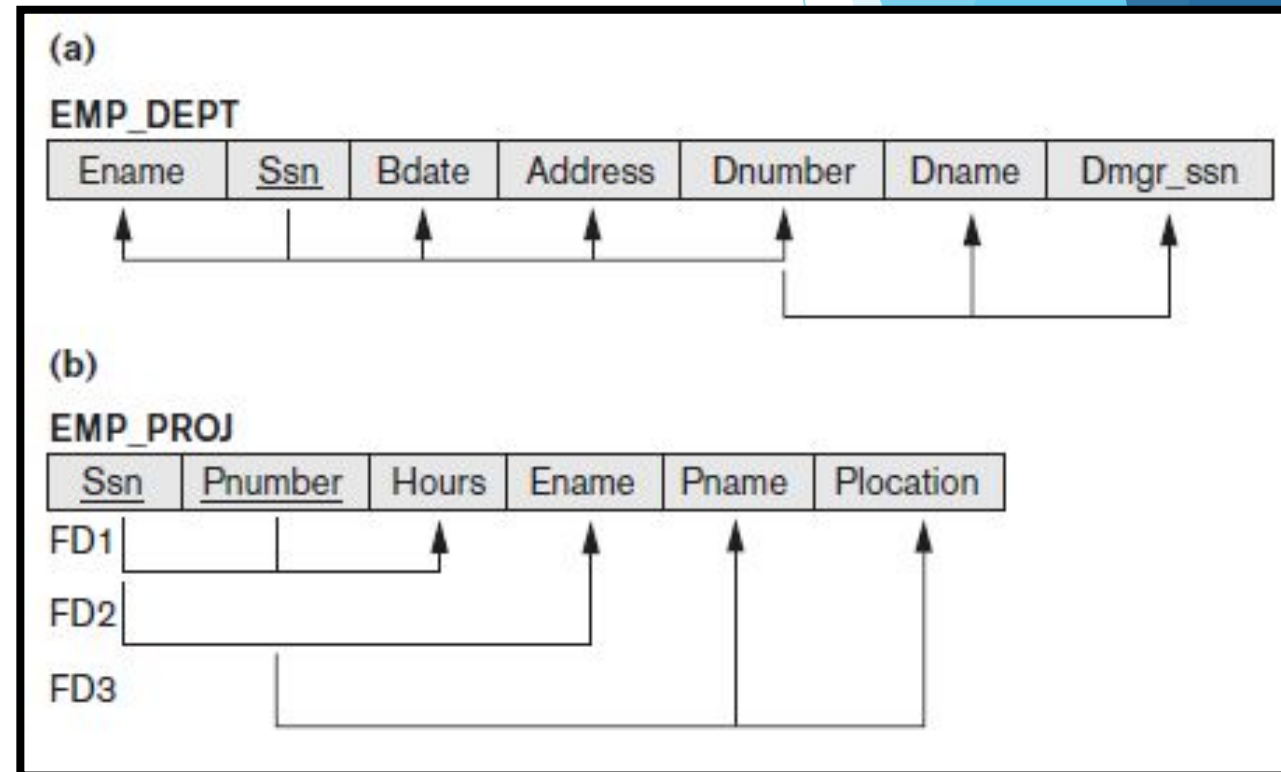 (a)
EMP_DEPT
Ename Ssn Bdate Address Dnumber Dname Dmgr_ssn
(b)
EMP_PROJ
Ssn Pnumber Hours Ename Pname Plocation
FD1
FD2
FD3